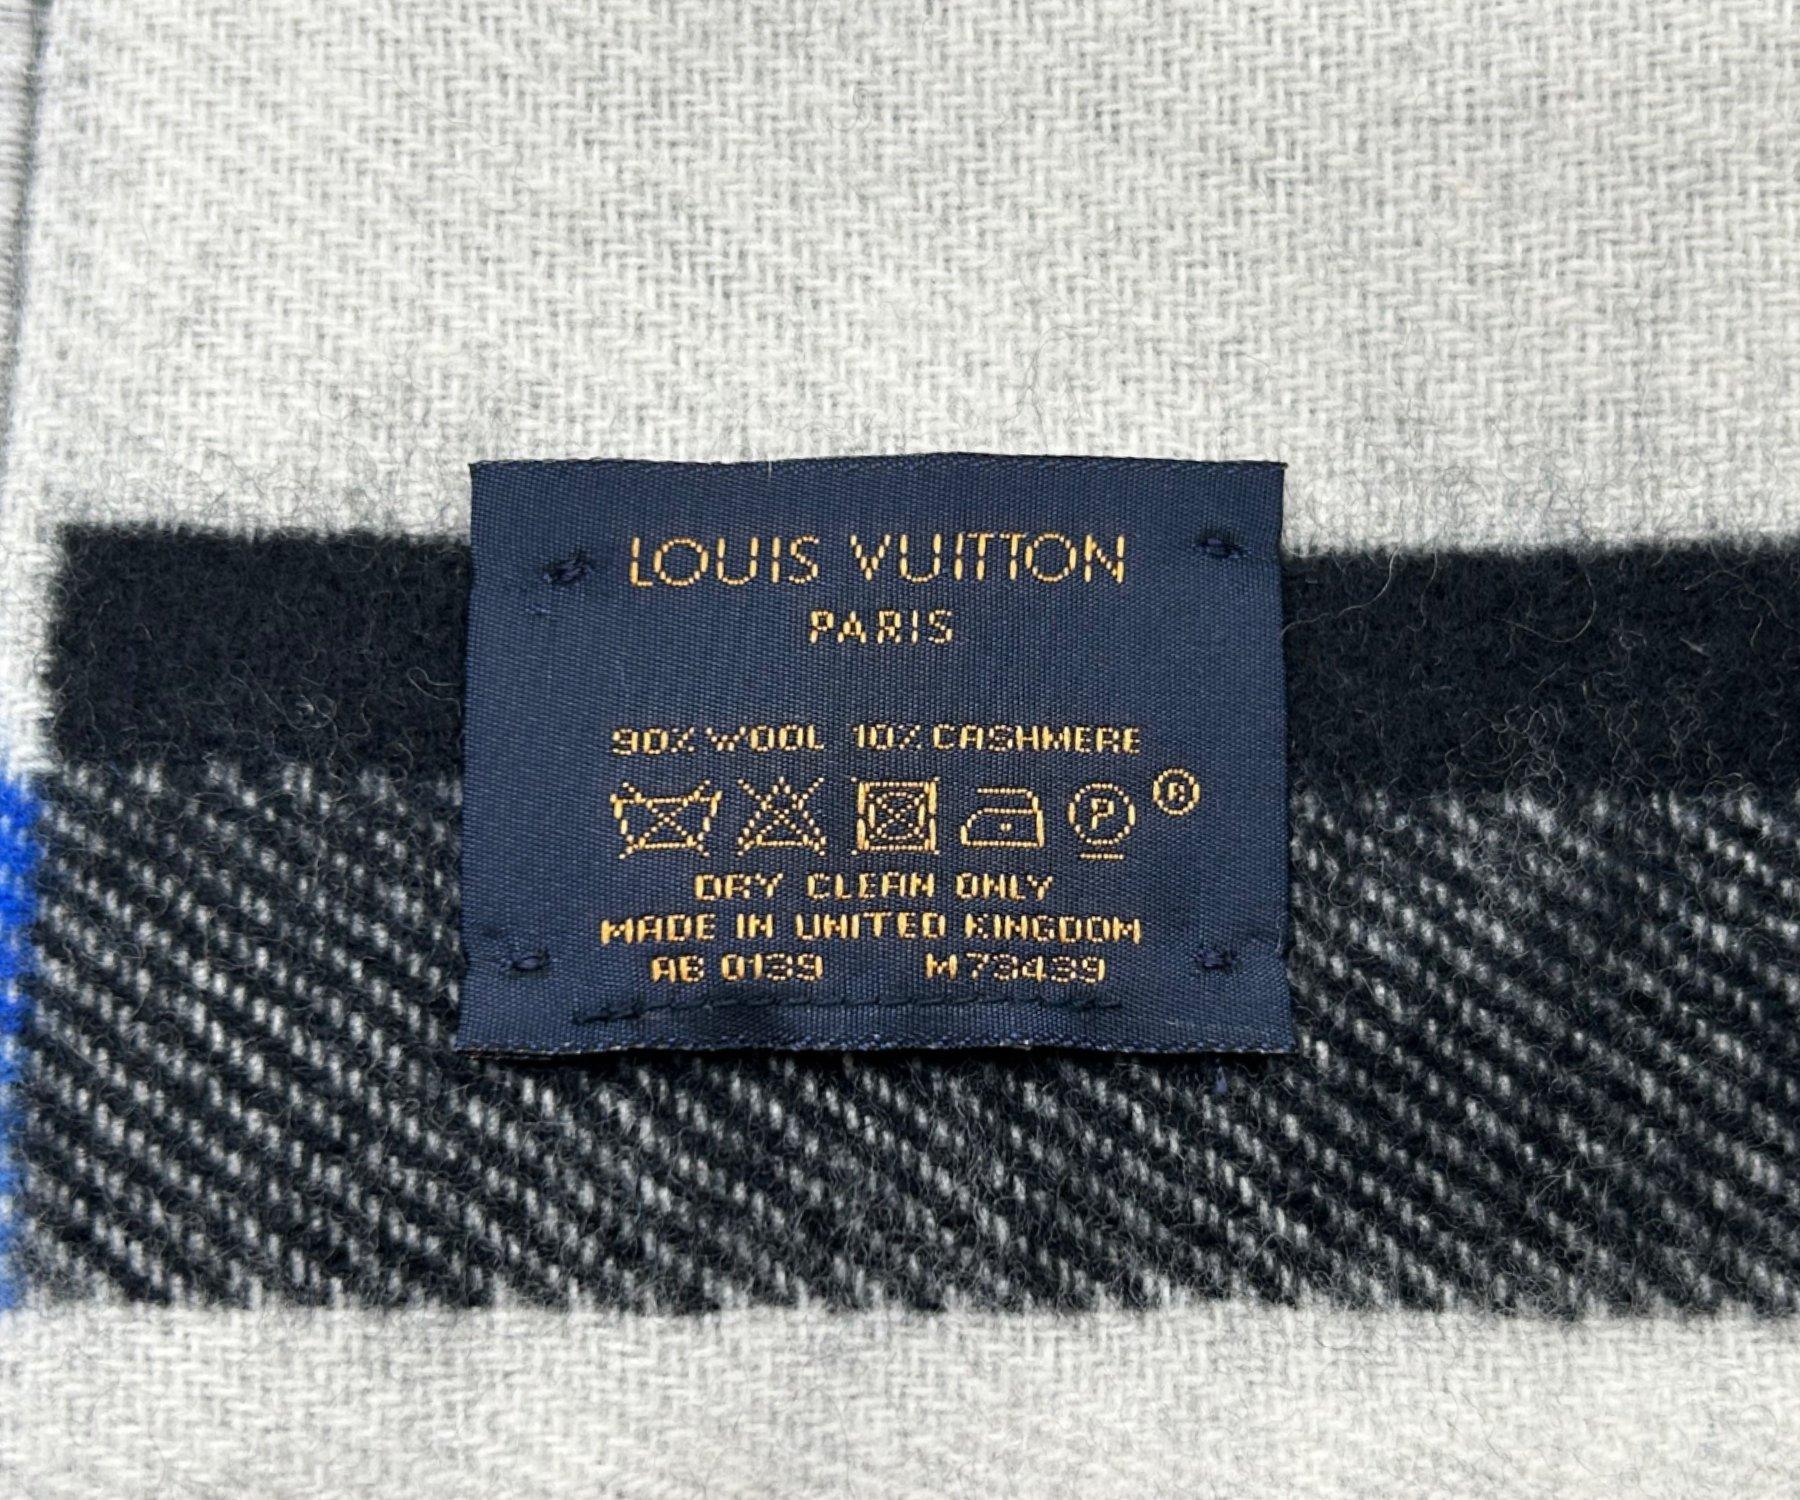 LOUIS VUITTON
PARIS
90% WOOL 10% CASHMERE
P ®
DRY CLEAN ONLY
MADE IN UNITED KINGDOM
AB 0139 M73439